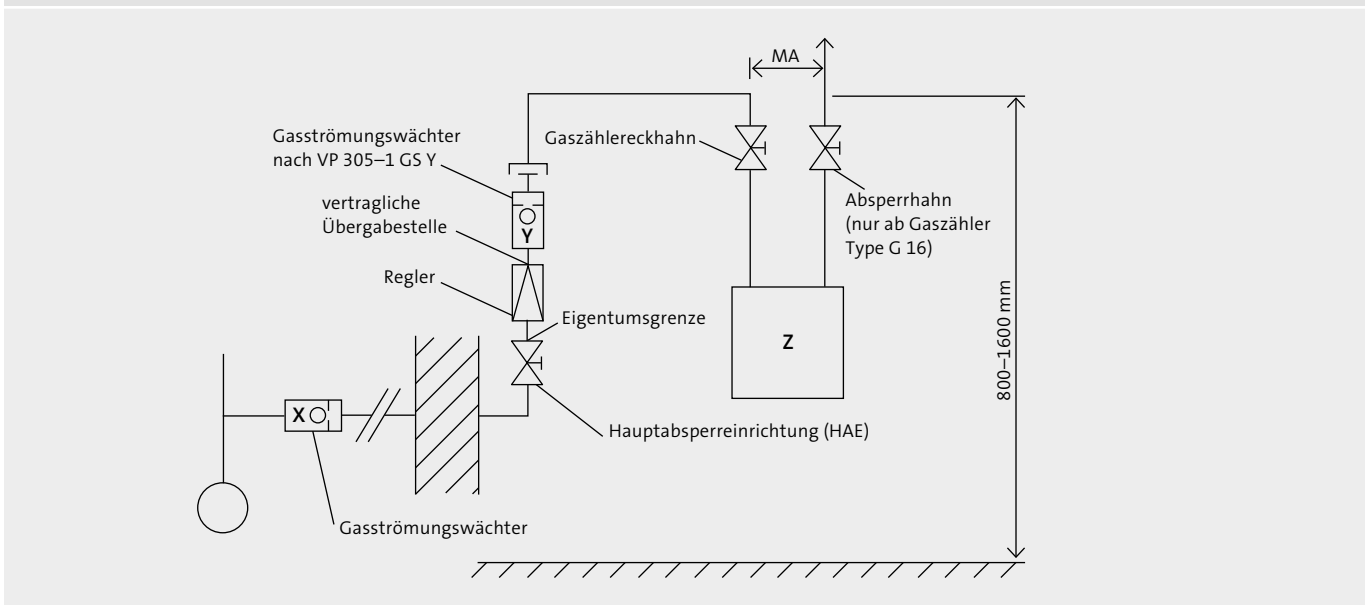 MA
Gasströmungswächter
nach VP 305–1 GS Y
Gaszählereckhahn
vertragliche
Übergabestelle
Y
Absperrhahn
(nur ab Gaszähler
Type G 16)
Regler
Eigentumsgrenze
Z
800–1600 mm
X
Hauptabsperreinrichtung (HAE)
Gasströmungswächter